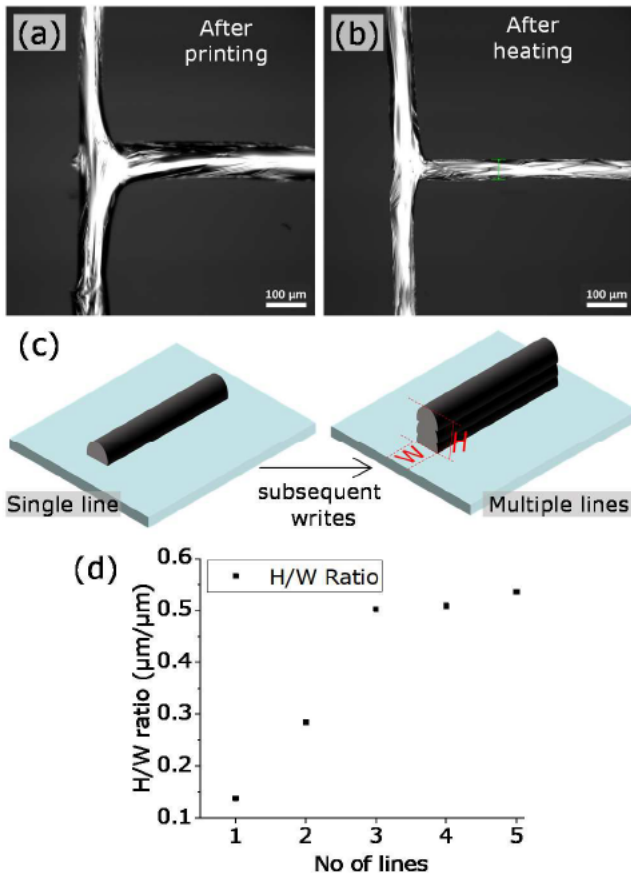 (a)
After
printing
100 µm
(b)
After
heating
100 µm
(c)
W
H
Single line
subsequent
writes
Multiple lines
(d)
H/W Ratio
H/W ratio (µm/µm)
0.6
0.5
0.4
0.3
0.2
0.1
1 2 3 4 5
No of lines